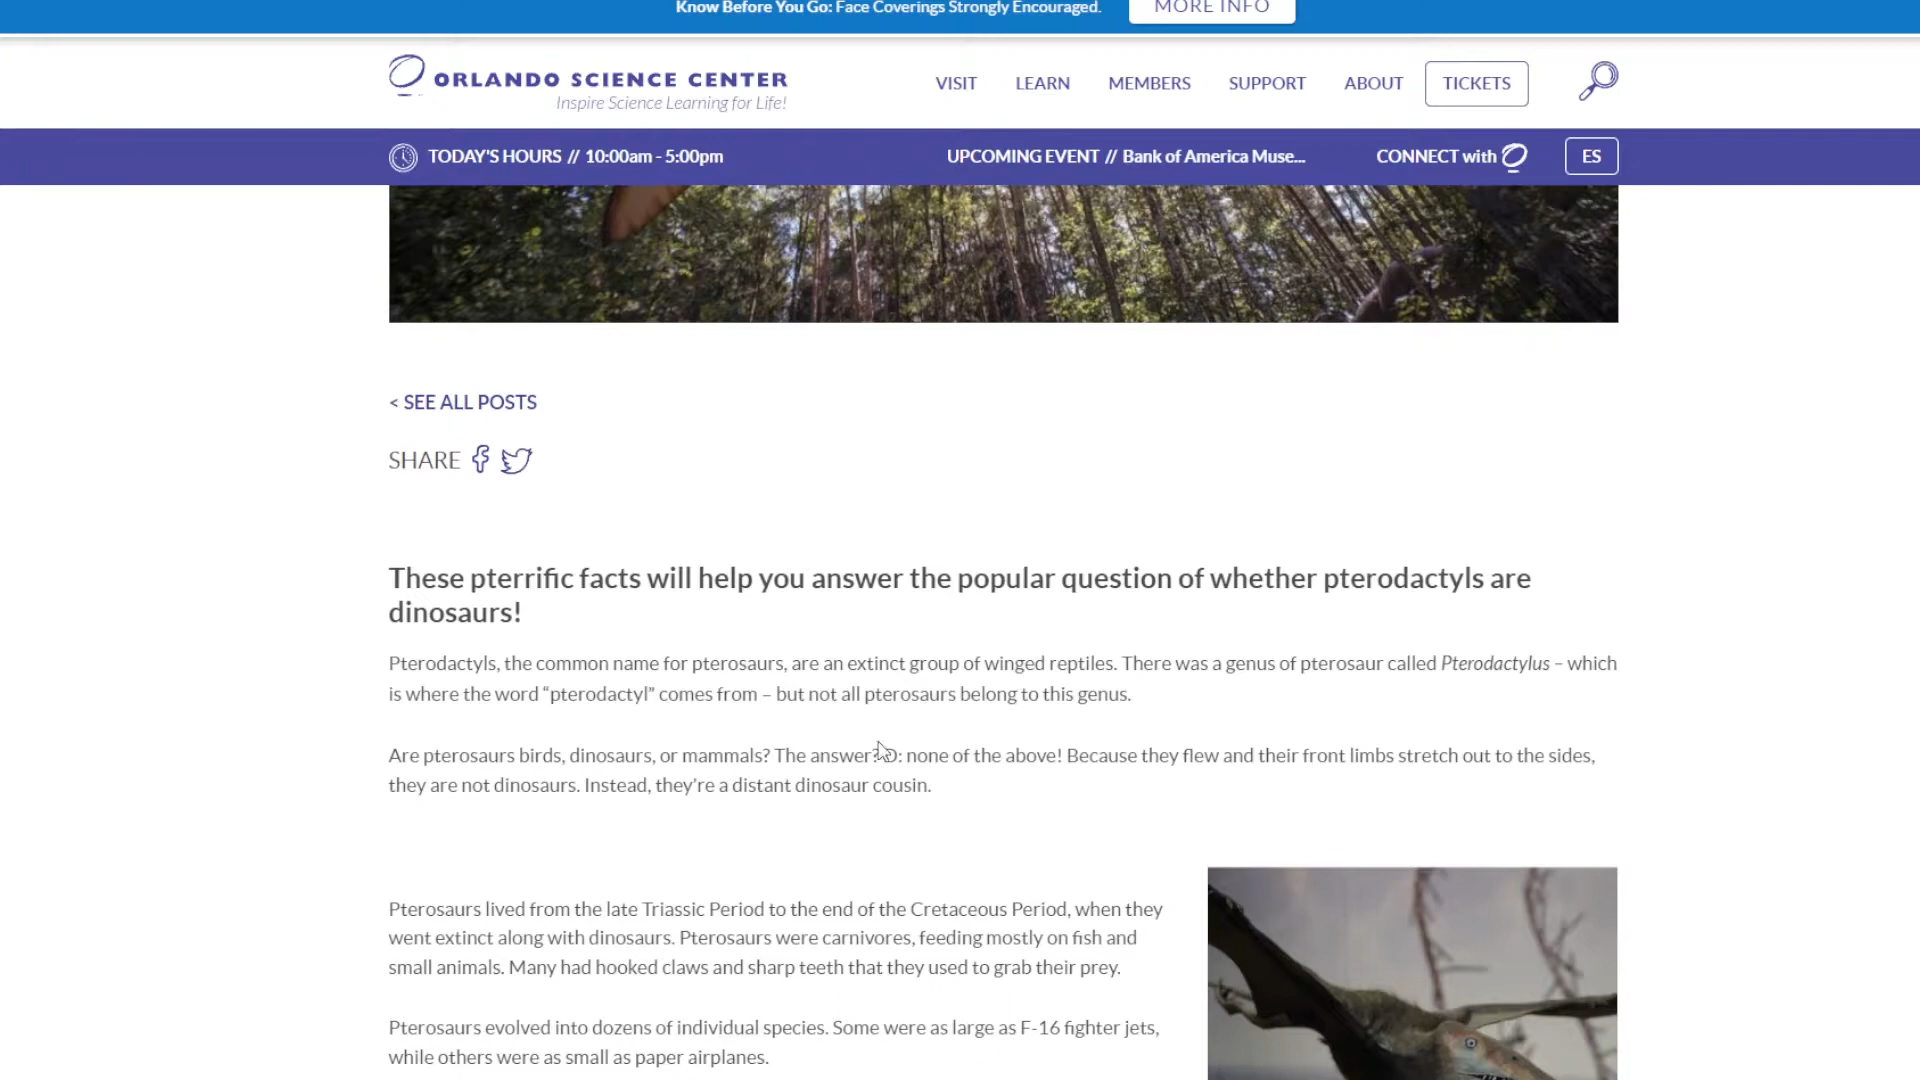 Know Before You Go: Face Coverings Strongly Encouraged.
MORE INFO
ORLANDO SCIENCE CENTER
Inspire Science Learning for Life!
VISIT
LEARN
MEMBERS
SUPPORT
ABOUT
TICKETS
TODAY'S HOURS // 10:00am - 5:00pm
UPCOMING EVENT // Bank of America Muse...
CONNECT with
ES
< SEE ALL POSTS
SHARE
These pterrific facts will help you answer the popular question of whether pterodactyls are
dinosaurs!
Pterodactyls, the common name for pterosaurs, are an extinct group of winged reptiles. There was a genus of pterosaur called Pterodactylus – which
is where the word “pterodactyl” comes from – but not all pterosaurs belong to this genus.
Are pterosaurs birds, dinosaurs, or mammals? The answer? D: none of the above! Because they flew and their front limbs stretch out to the sides,
they are not dinosaurs. Instead, they’re a distant dinosaur cousin.
Pterosaurs lived from the late Triassic Period to the end of the Cretaceous Period, when they
went extinct along with dinosaurs. Pterosaurs were carnivores, feeding mostly on fish and
small animals. Many had hooked claws and sharp teeth that they used to grab their prey.
Pterosaurs evolved into dozens of individual species. Some were as large as F-16 fighter jets,
while others were as small as paper airplanes.